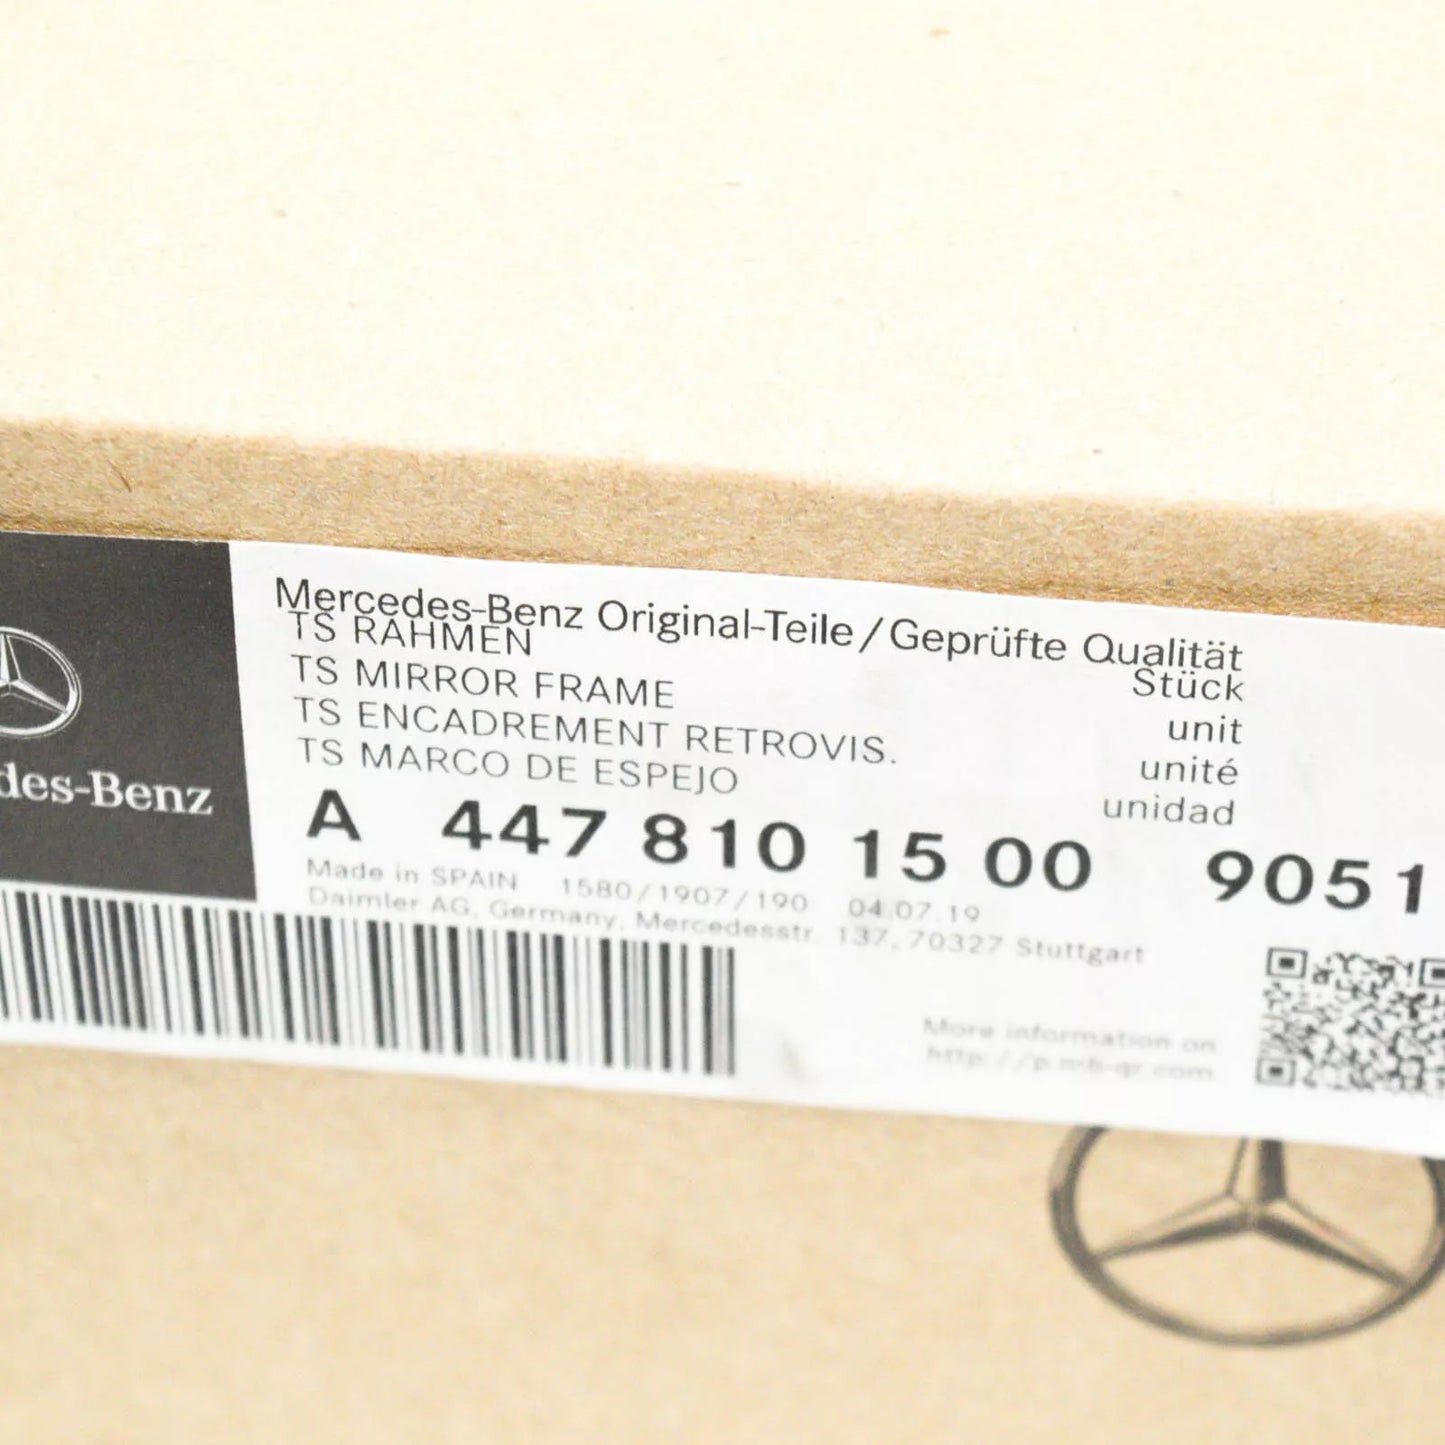 Mercedes-Benz Original-Teile/Geprüfte Qualität
TS RAHMEN Stück
TS MIRROR FRAME unit
TS ENCADREMENT RETROVIS. unité
TS MARCO DE ESPEJO unidad
des-Benz
A 447 810 15 00 9051
Made in SPAIN 1580/1907/190 04.07.19
Daimler AG, Germany, Mercedesstr. 137, 70327 Stuttgart
More information on
http://p.mb-qr.com